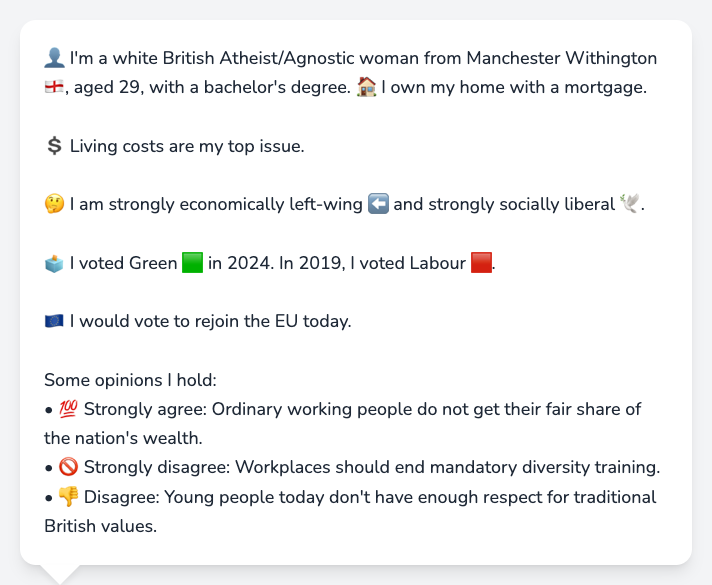 👤 I'm a white British Atheist/Agnostic woman from Manchester Withington
🏴󠁧󠁢󠁥󠁮󠁧󠁿, aged 29, with a bachelor's degree. 🏠 I own my home with a mortgage.
💲 Living costs are my top issue.
🤔 I am strongly economically left-wing ⬅️ and strongly socially liberal 🕊️.
🗳️ I voted Green 🟩 in 2024. In 2019, I voted Labour 🟥.
🇪🇺 I would vote to rejoin the EU today.
Some opinions I hold:
• 💯 Strongly agree: Ordinary working people do not get their fair share of
the nation's wealth.
• 🚫 Strongly disagree: Workplaces should end mandatory diversity training.
• 👎 Disagree: Young people today don't have enough respect for traditional
British values.